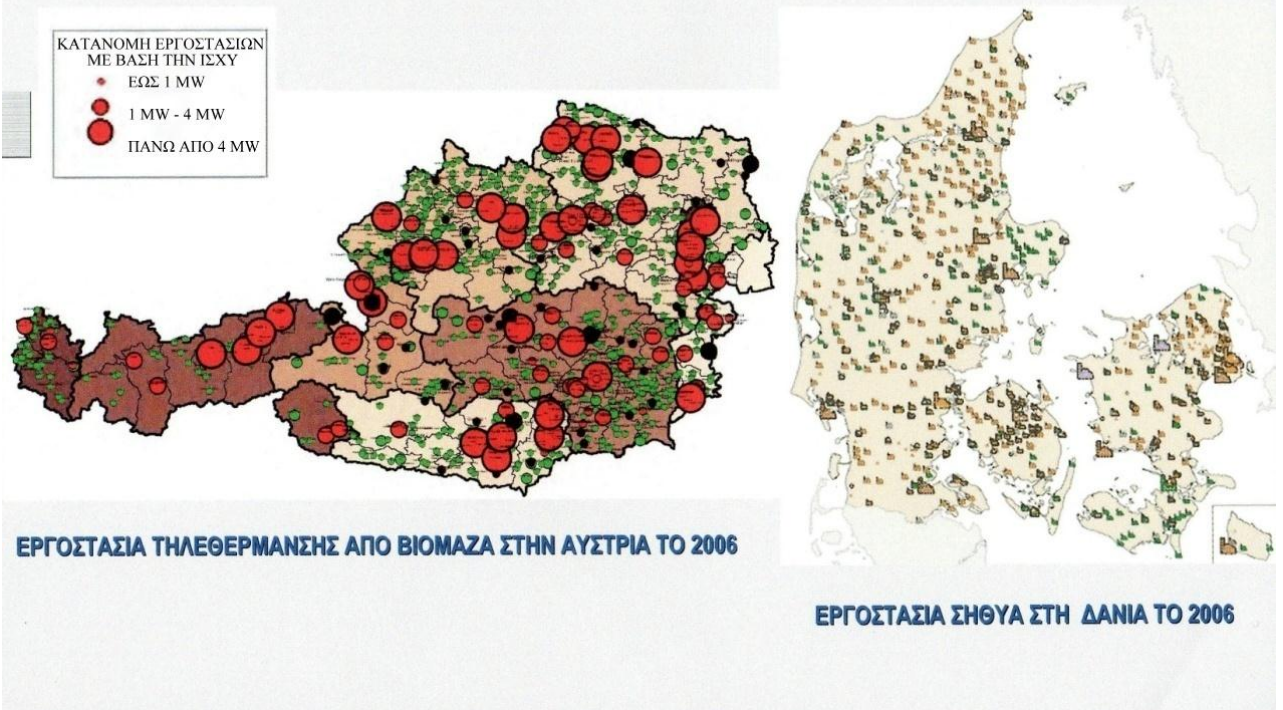 ΚΑΤΑΝΟΜΗ ΕΡΓΟΣΤΑΣΙΩΝ
ΜΕ ΒΑΣΗ ΤΗΝ ΙΣΧΥ
ΕΩΣ 1 MW
1 MW - 4 MW
ΠΑΝΩ ΑΠΟ 4 MW
ΕΡΓΟΣΤΑΣΙΑ ΤΗΛΕΘΕΡΜΑΝΣΗΣ ΑΠΟ ΒΙΟΜΑΖΑ ΣΤΗΝ ΑΥΣΤΡΙΑ ΤΟ 2006
ΕΡΓΟΣΤΑΣΙΑ ΣΗΘΥΑ ΣΤΗ ΔΑΝΙΑ ΤΟ 2006